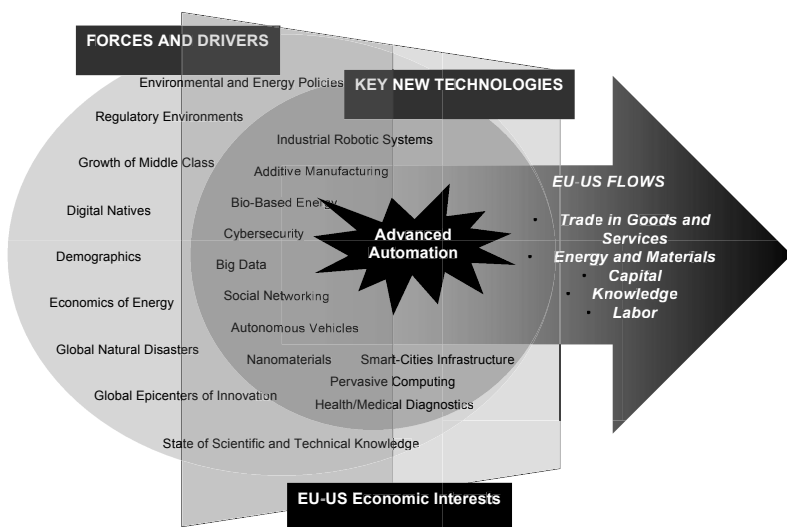 FORCES AND DRIVERS
Environmental and Energy Policies
Regulatory Environments
Growth of Middle Class
Digital Natives
Demographics
Economics of Energy
Global Natural Disasters
Global Epicenters of Innovation
State of Scientific and Technical Knowledge
KEY NEW TECHNOLOGIES
Industrial Robotic Systems
Additive Manufacturing
Bio-Based Energy
Cybersecurity
Big Data
Social Networking
Autonomous Vehicles
Nanomaterials
Smart-Cities Infrastructure
Pervasive Computing
Health/Medical Diagnostics
Advanced
Automation
EU-US FLOWS
• Trade in Goods and
Services
• Energy and Materials
• Capital
• Knowledge
• Labor
EU-US Economic Interests